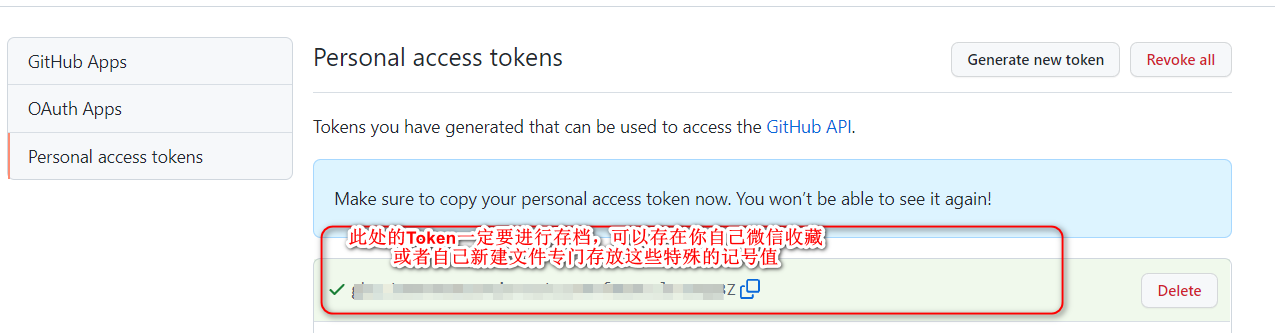 Personal access tokens
Generate new token
Revoke all
GitHub Apps
OAuth Apps
Personal access tokens
Tokens you have generated that can be used to access the GitHub API.
Make sure to copy your personal access token now. You won't be able to see it again!
此处的Token一定要进行存档，可以存在你自己微信收藏
或者自己新建文件专门存放这些特殊的记号值
Delete